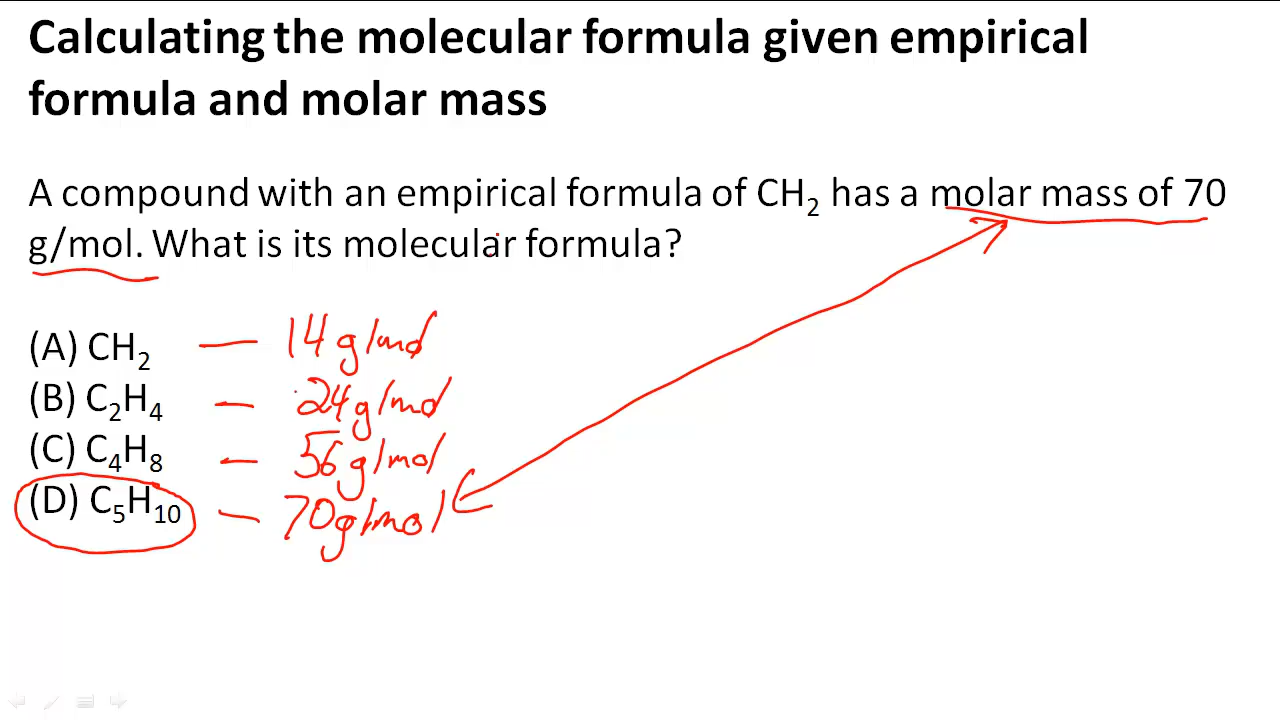 Calculating the molecular formula given empirical
formula and molar mass
A compound with an empirical formula of CH₂ has a molar mass of 70
g/mol. What is its molecular formula?
(A) CH₂ — 14 g/mol
(B) C₂H₄ — 24 g/mol
(C) C₄H₈ — 56 g/mol
(D) C₅H₁₀ — 70 g/mol